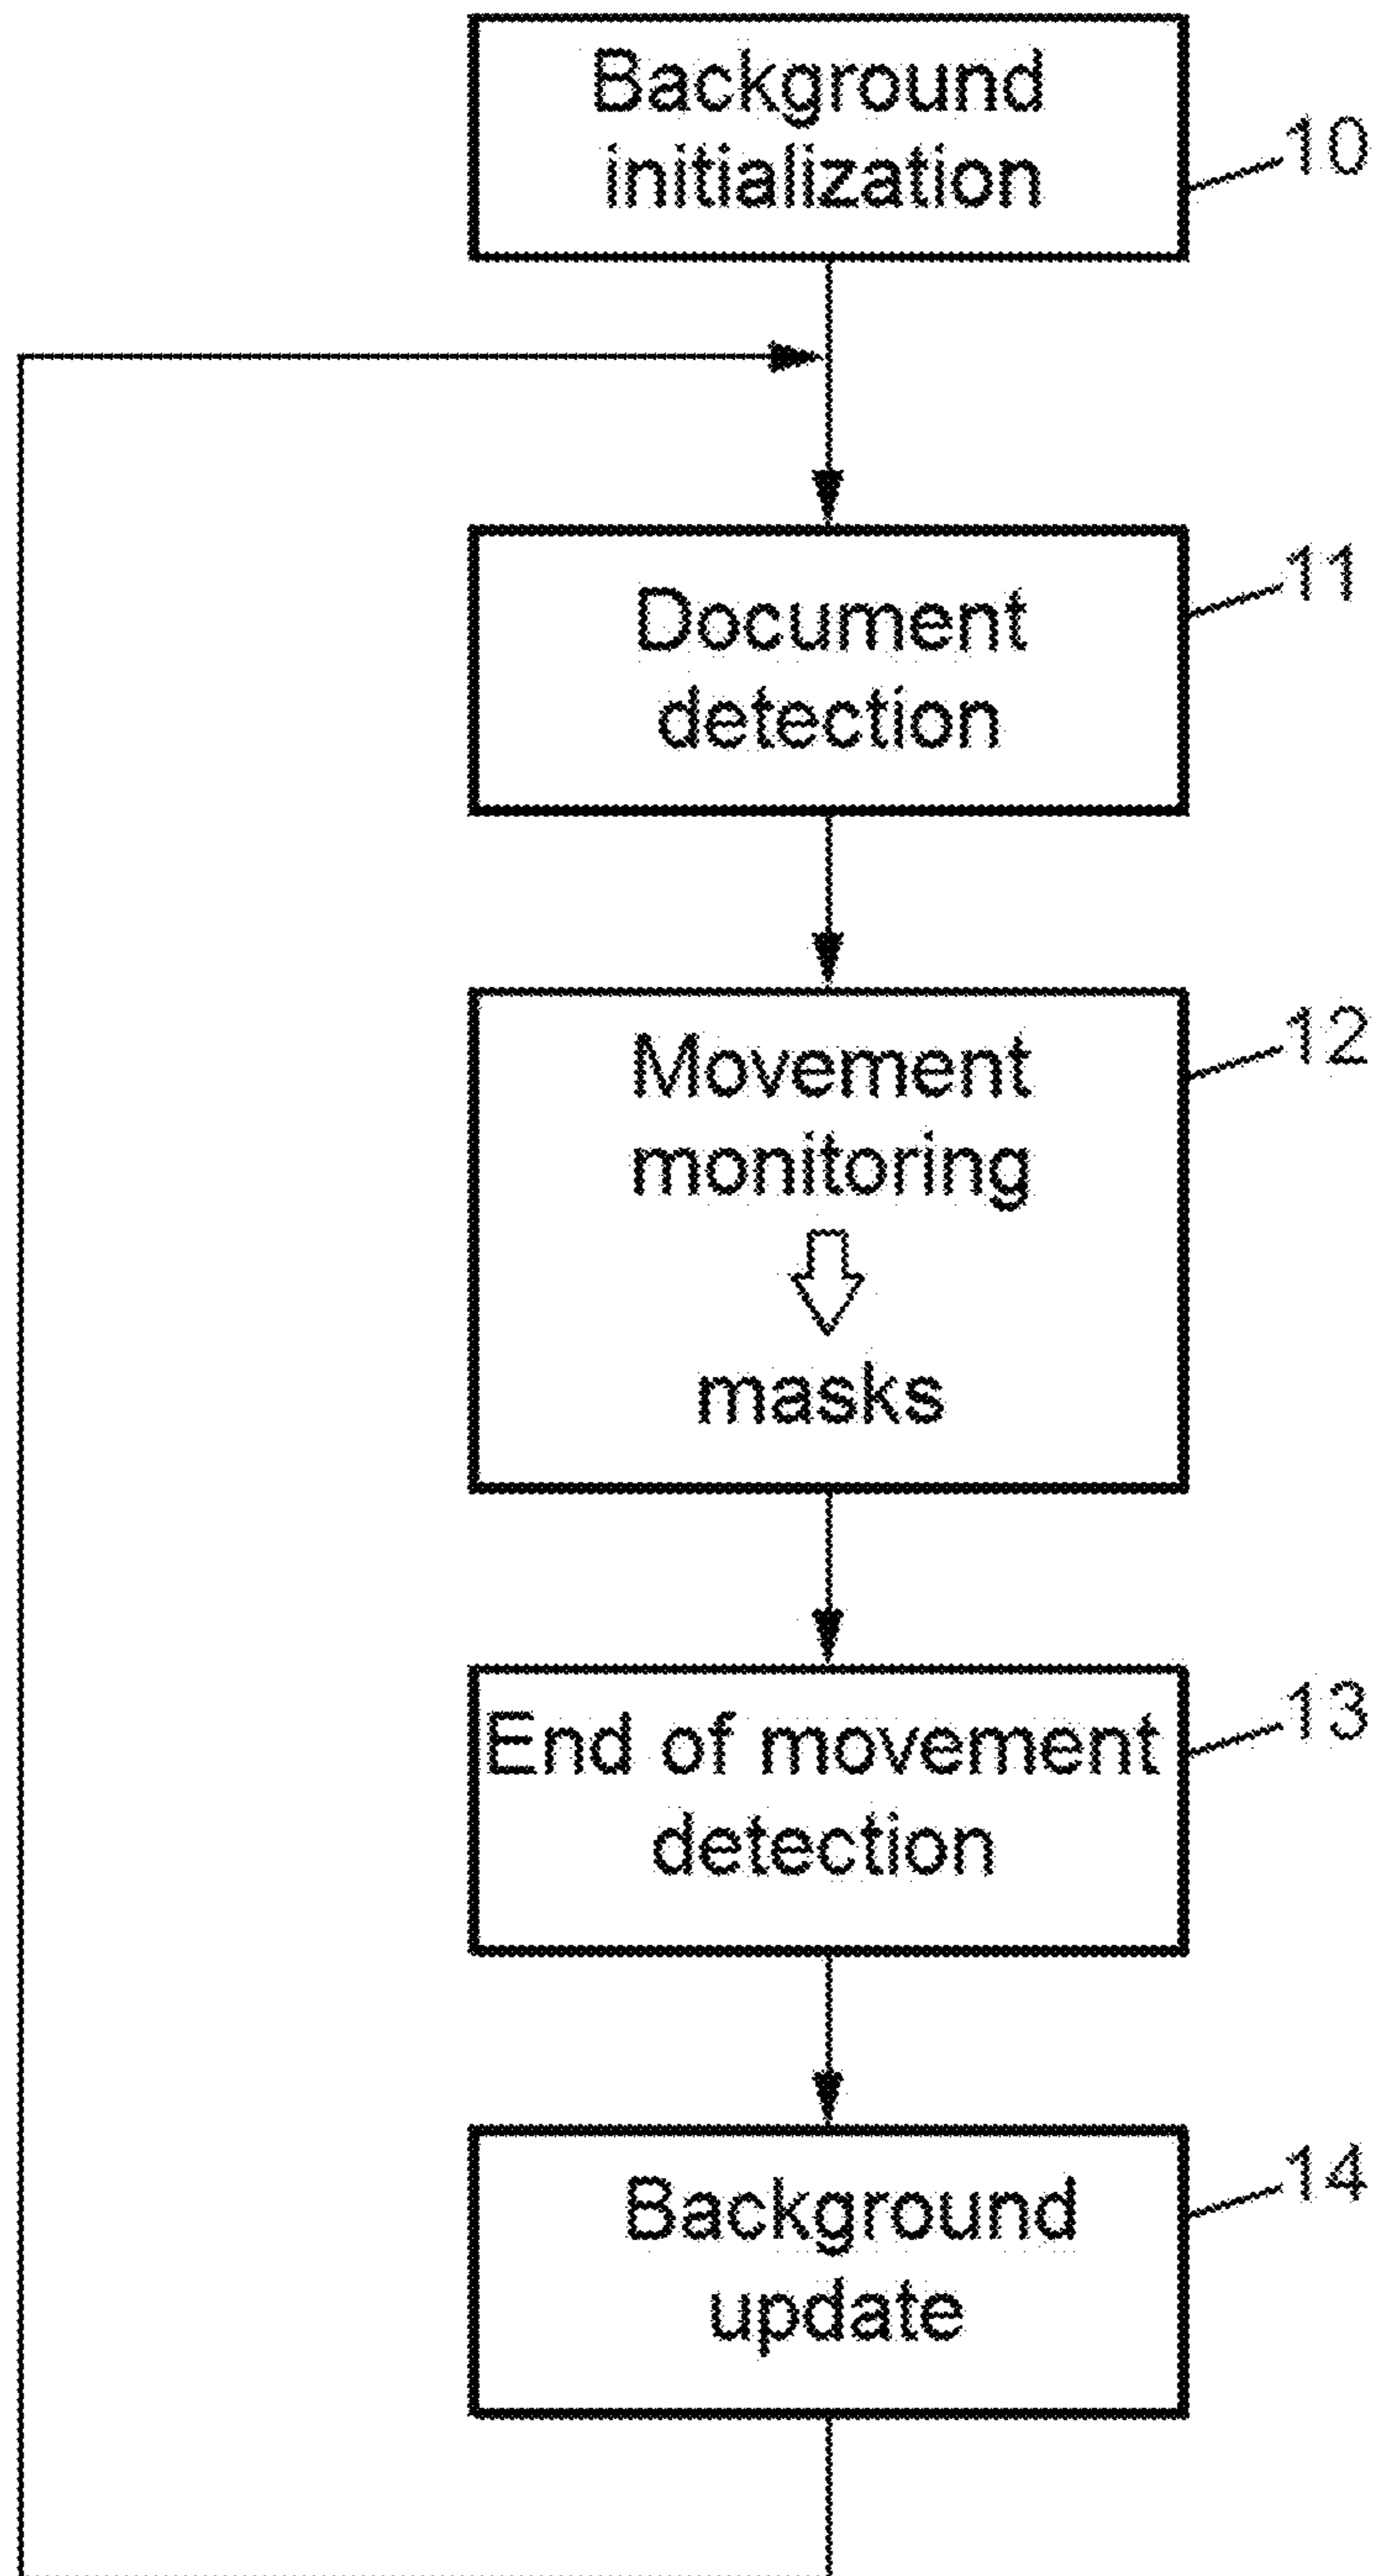 Background
initialization
10
Document
detection
11
Movement
monitoring
masks
12
End of movement
detection
13
Background
update
14